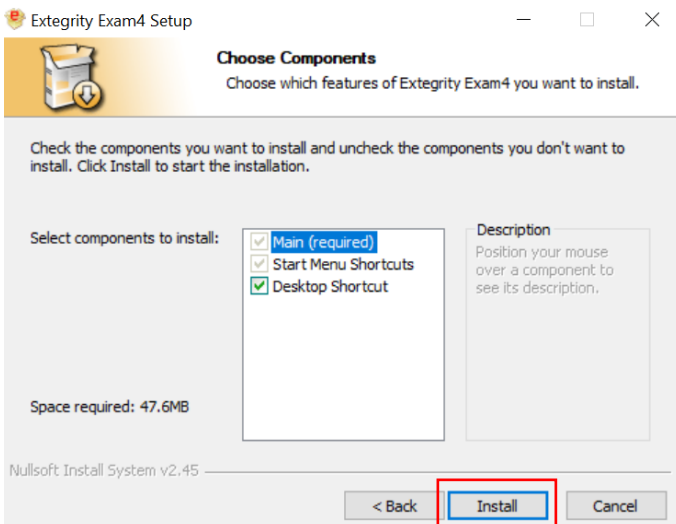 Extegrity Exam4 Setup
Choose Components
Choose which features of Extegrity Exam4 you want to install.
Check the components you want to install and uncheck the components you don't want to
install. Click Install to start the installation.
Select components to install:
Main (required)
Start Menu Shortcuts
Desktop Shortcut
Description
Position your mouse
over a component to
see its description.
Space required: 47.6MB
Nullsoft Install System v2.45
< Back
Install
Cancel